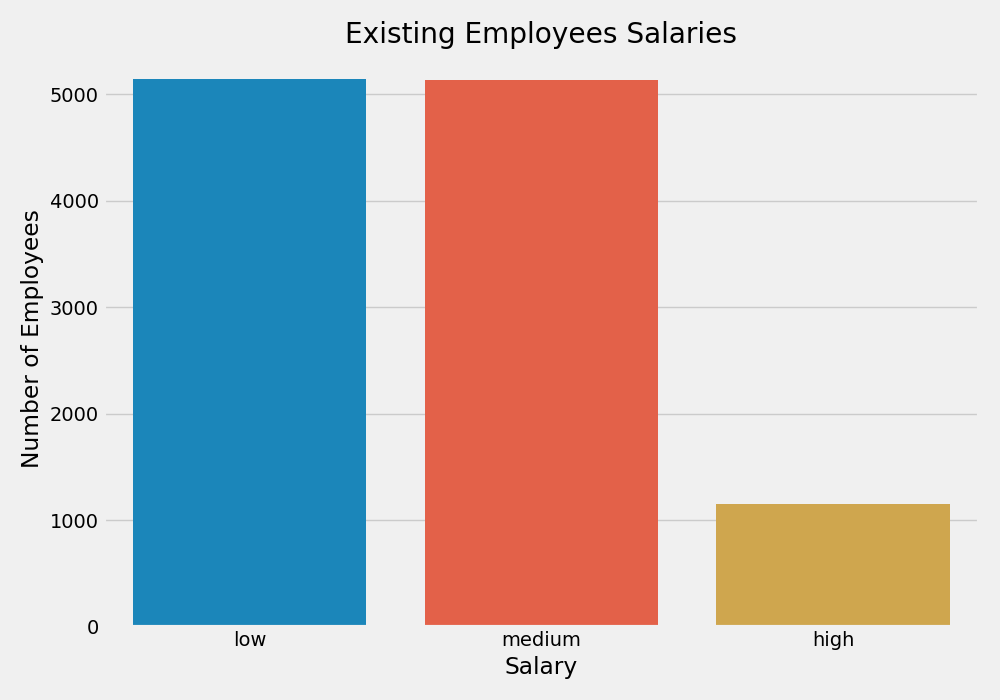 Existing Employees Salaries
Number of Employees
5000
4000
3000
2000
1000
0
low
medium
high
Salary